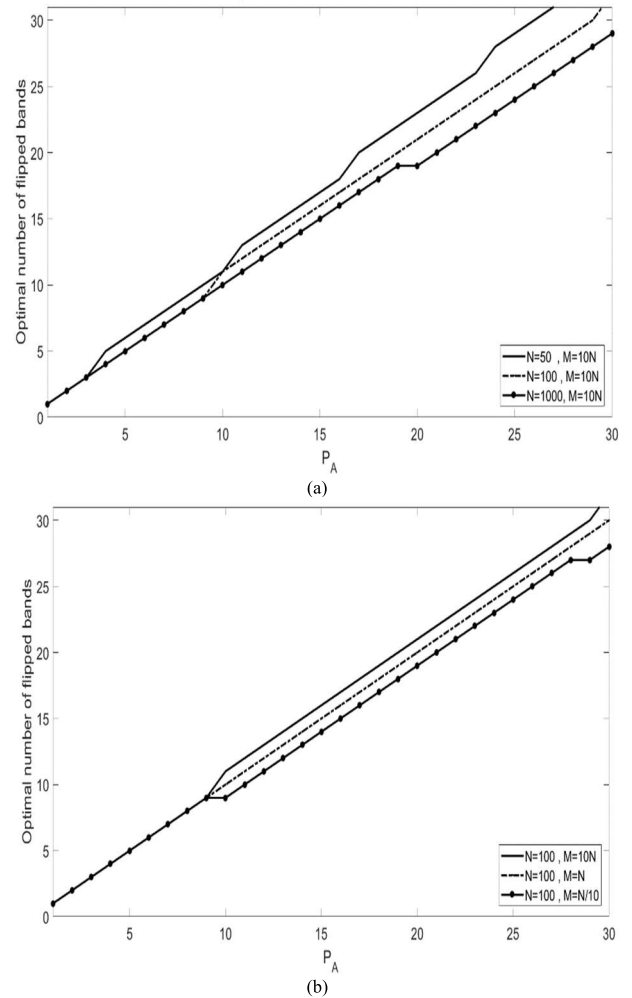 Optimal number of flipped bands
30
25
20
15
10
5
0
5 10 15 20 25 30
P_A
N=50 , M=10N
N=100 , M=10N
N=1000, M=10N
(a)
Optimal number of flipped bands
30
25
20
15
10
5
0
5 10 15 20 25 30
P_A
N=100 , M=10N
N=100 , M=N
N=100 , M=N/10
(b)